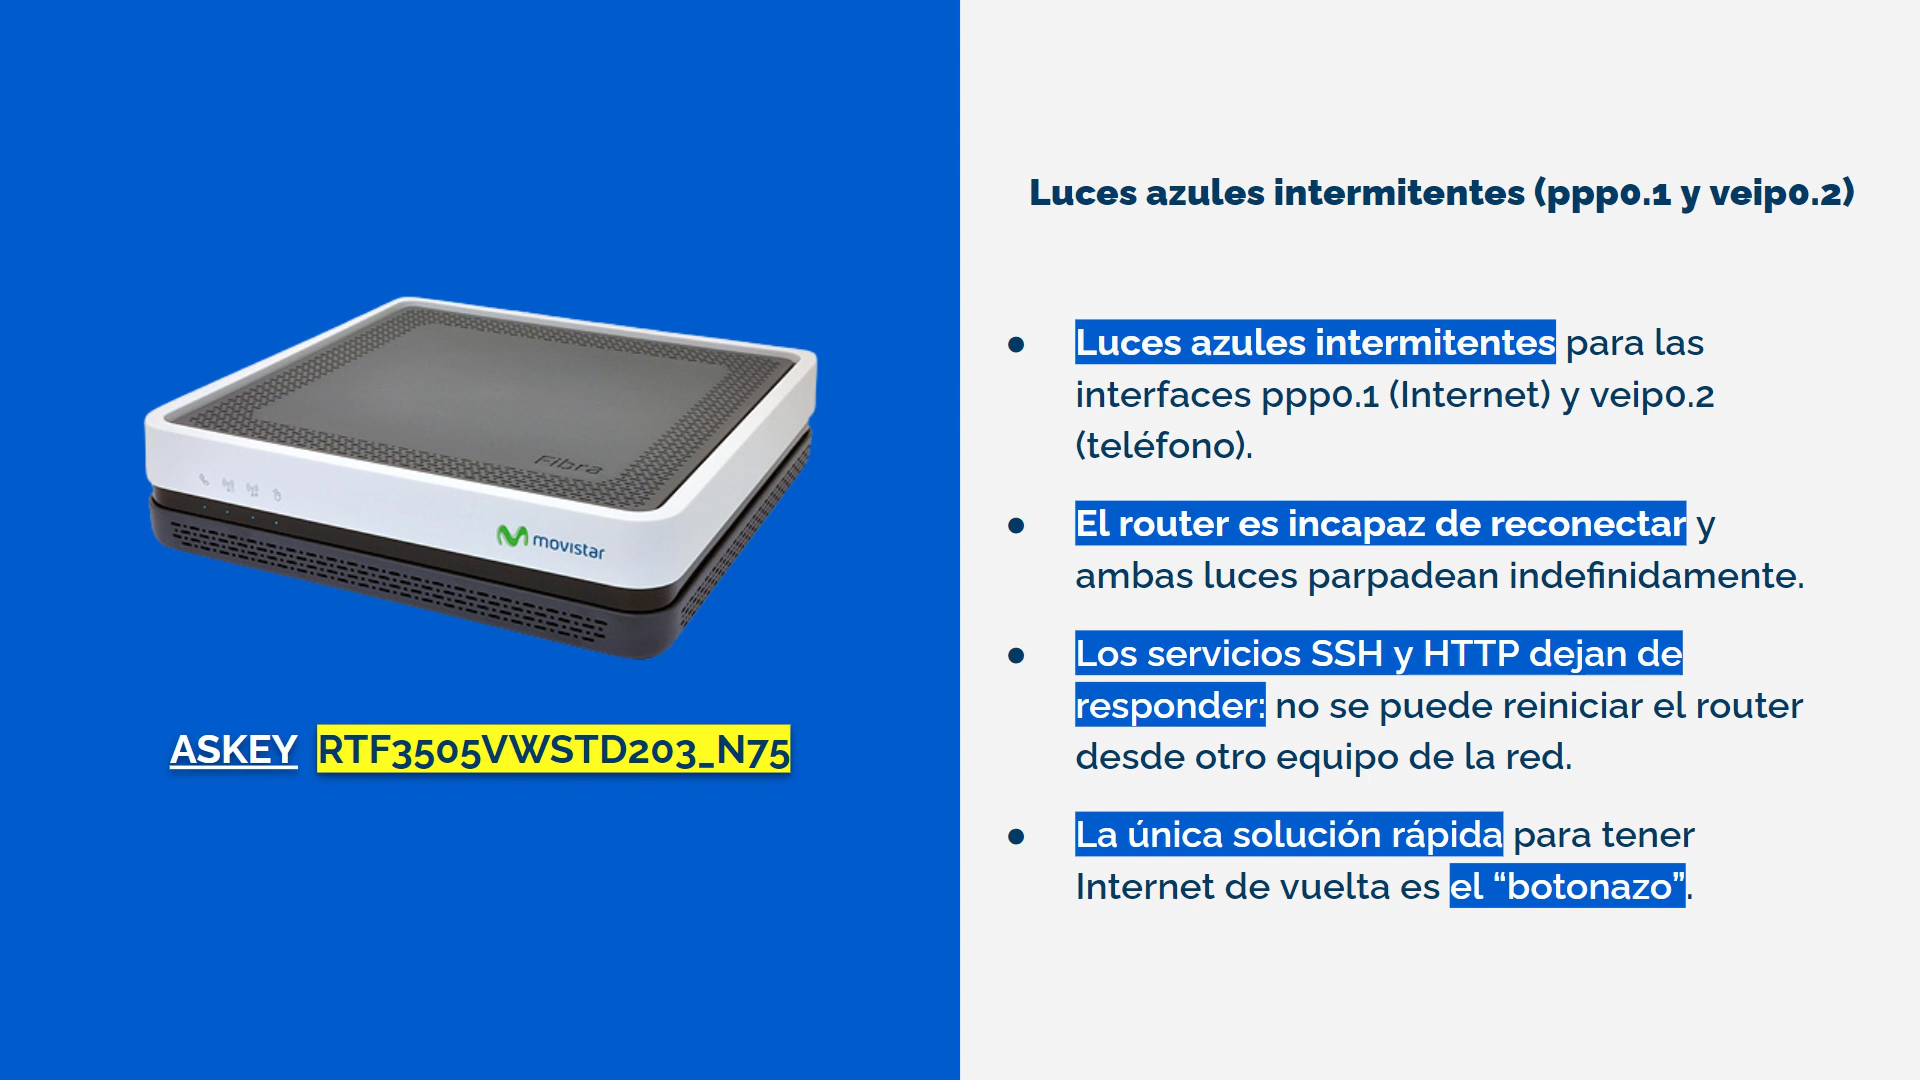 Fibra
movistar
ASKEY RTF3505VWSTD203_N75
Luces azules intermitentes (ppp0.1 y veip0.2)
● Luces azules intermitentes para las
interfaces ppp0.1 (Internet) y veip0.2
(teléfono).
● El router es incapaz de reconectar y
ambas luces parpadean indefinidamente.
● Los servicios SSH y HTTP dejan de
responder: no se puede reiniciar el router
desde otro equipo de la red.
● La única solución rápida para tener
Internet de vuelta es el “botonazo”.